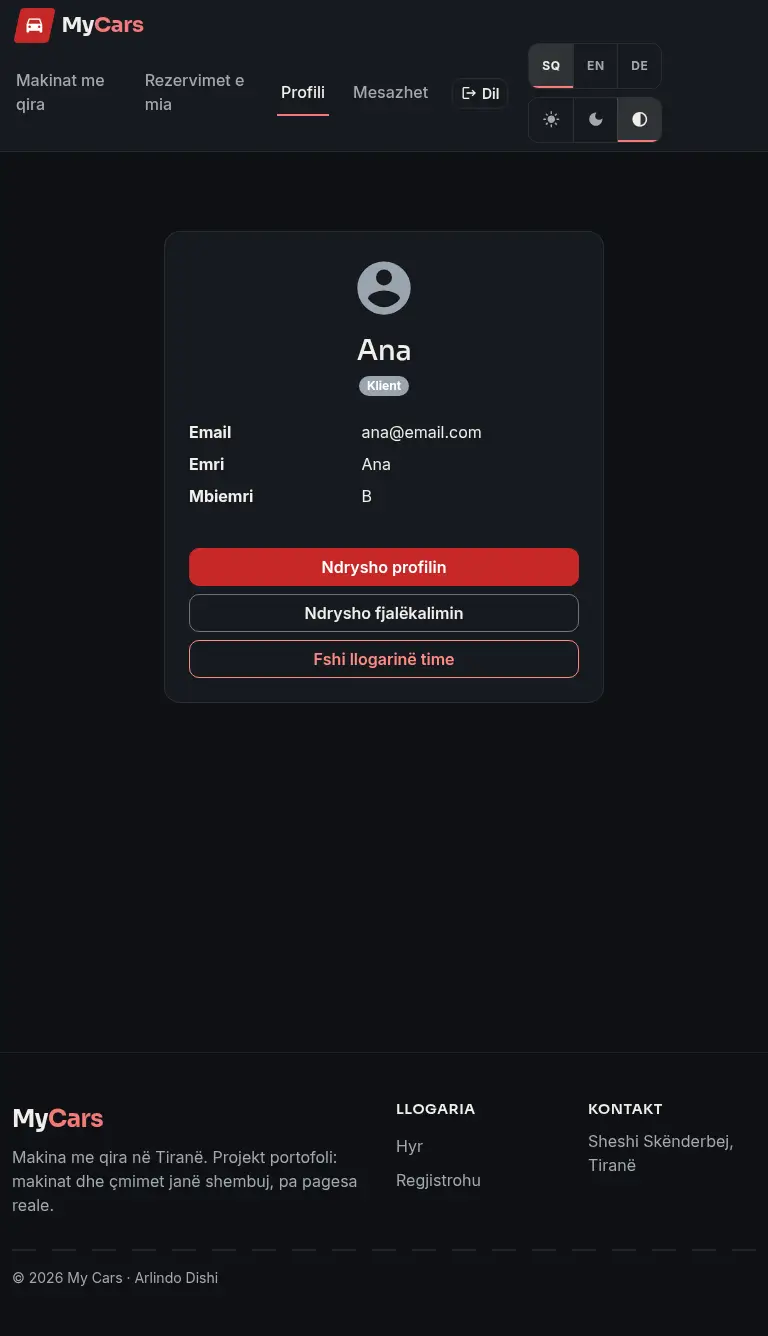 MyCars
Makinat me
qira
Rezervimet e
mia
Profili
Mesazhet
Dil
SQ
EN
DE
Ana
Klient
Email
ana@email.com
Emri
Ana
Mbiemri
B
Ndrysho profilin
Ndrysho fjalëkalimin
Fshi llogarinë time
MyCars
Makina me qira në Tiranë. Projekt portofoli:
makinat dhe çmimet janë shembuj, pa pagesa
reale.
LLOGARIA
Hyr
Regjistrohu
KONTAKT
Sheshi Skënderbej,
Tiranë
© 2026 My Cars · Arlindo Dishi